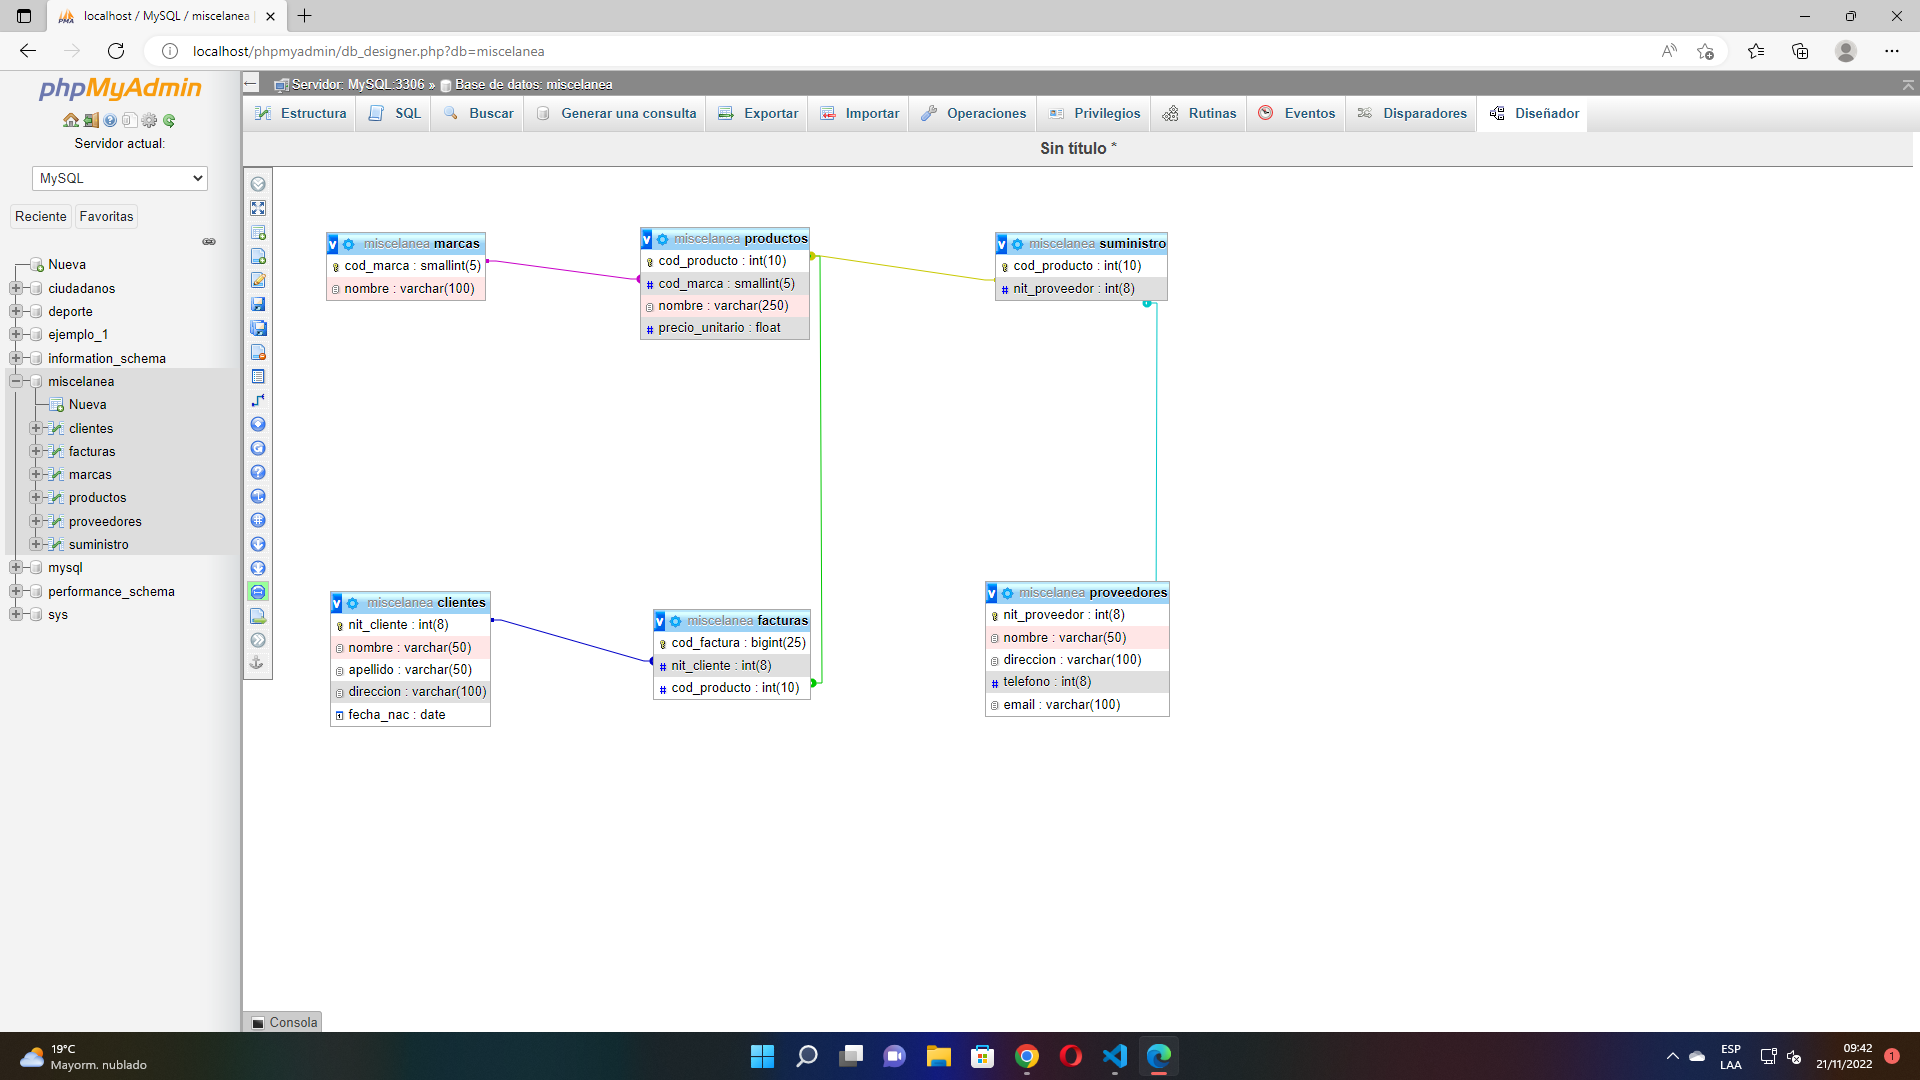 localhost / MySQL / miscelanea |
localhost/phpmyadmin/db_designer.php?db=miscelanea
phpMyAdmin
Servidor actual:
MySQL
Reciente Favoritas
Nueva
ciudadanos
deporte
ejemplo_1
information_schema
miscelanea
Nueva
clientes
facturas
marcas
productos
proveedores
suministro
mysql
performance_schema
sys
Servidor: MySQL:3306 » Base de datos: miscelanea
Estructura SQL Buscar Generar una consulta Exportar Importar Operaciones Privilegios Rutinas Eventos Disparadores Diseñador
Sin título *
v miscelanea marcas
cod_marca : smallint(5)
nombre : varchar(100)
v miscelanea productos
cod_producto : int(10)
# cod_marca : smallint(5)
nombre : varchar(250)
# precio_unitario : float
v miscelanea suministro
cod_producto : int(10)
# nit_proveedor : int(8)
v miscelanea clientes
nit_cliente : int(8)
nombre : varchar(50)
apellido : varchar(50)
direccion : varchar(100)
fecha_nac : date
v miscelanea facturas
cod_factura : bigint(25)
# nit_cliente : int(8)
# cod_producto : int(10)
v miscelanea proveedores
nit_proveedor : int(8)
nombre : varchar(50)
direccion : varchar(100)
# telefono : int(8)
email : varchar(100)
Consola
19°C
Mayorm. nublado
ESP
LAA
09:42
21/11/2022
1